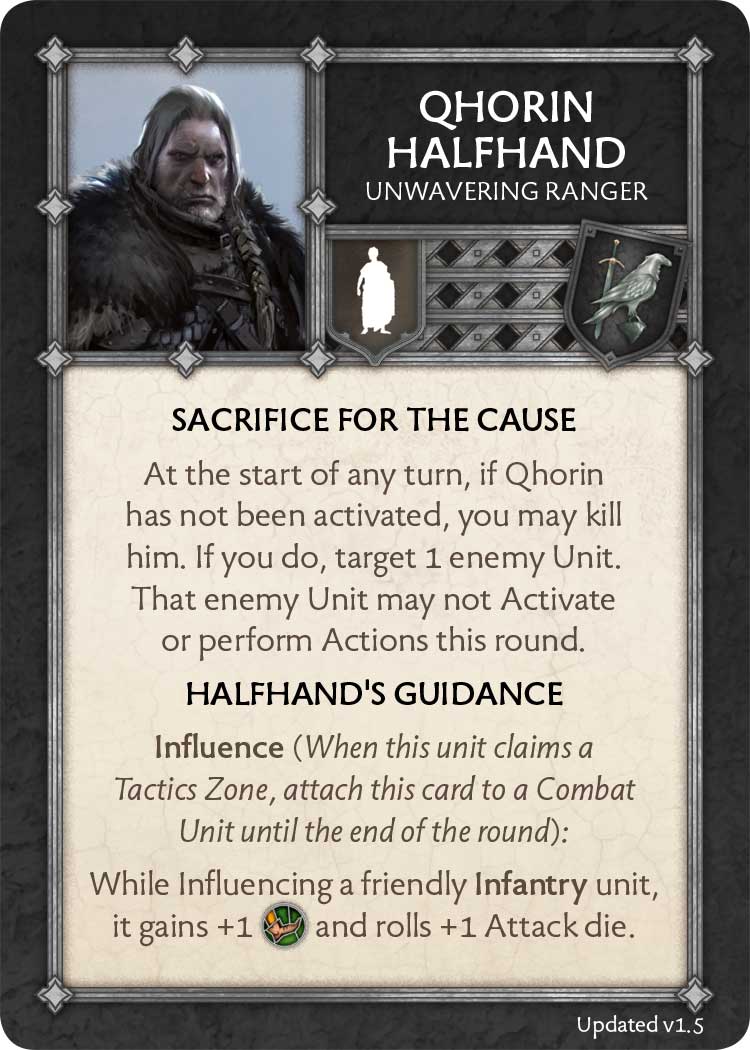 QHORIN
HALFHAND
UNWAVERING RANGER
SACRIFICE FOR THE CAUSE
At the start of any turn, if Qhorin
has not been activated, you may kill
him. If you do, target 1 enemy Unit.
That enemy Unit may not Activate
or perform Actions this round.
HALFHAND'S GUIDANCE
Influence (When this unit claims a
Tactics Zone, attach this card to a Combat
Unit until the end of the round):
While Influencing a friendly Infantry unit,
it gains +1 and rolls +1 Attack die.
Updated v1.5